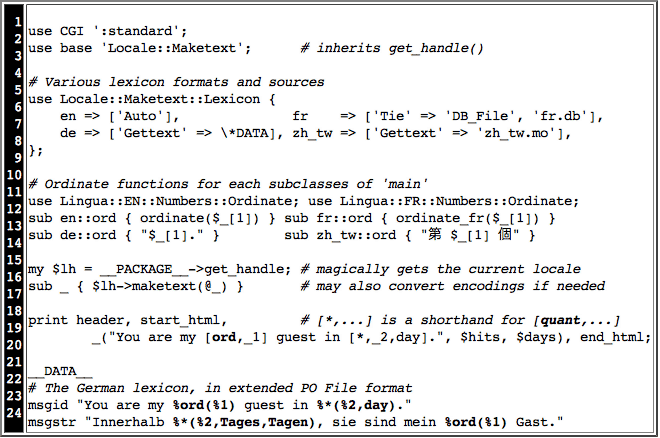 1
2 use CGI ':standard';
3 use base 'Locale::Maketext';      # inherits get_handle()
4
5 # Various lexicon formats and sources
6 use Locale::Maketext::Lexicon {
7     en => ['Auto'],              fr    => ['Tie' => 'DB_File', 'fr.db'],
8     de => ['Gettext' => \*DATA], zh_tw => ['Gettext' => 'zh_tw.mo'],
9 };
10
11 # Ordinate functions for each subclasses of 'main'
12 use Lingua::EN::Numbers::Ordinate; use Lingua::FR::Numbers::Ordinate;
13 sub en::ord { ordinate($_[1]) } sub fr::ord { ordinate_fr($_[1]) }
14 sub de::ord { "$_[1]." }        sub zh_tw::ord { "第 $_[1] 個" }
15
16 my $lh = __PACKAGE__->get_handle; # magically gets the current locale
17 sub _ { $lh->maketext(@_) }       # may also convert encodings if needed
18
19 print header, start_html,         # [*,...] is a shorthand for [quant,...]
20         _("You are my [ord,_1] guest in [*,_2,day].", $hits, $days), end_html;
21
22 __DATA__
23 # The German lexicon, in extended PO File format
24 msgid "You are my %ord(%1) guest in %*(%2,day)."
msgstr "Innerhalb %*(%2,Tages,Tagen), sie sind mein %ord(%1) Gast."